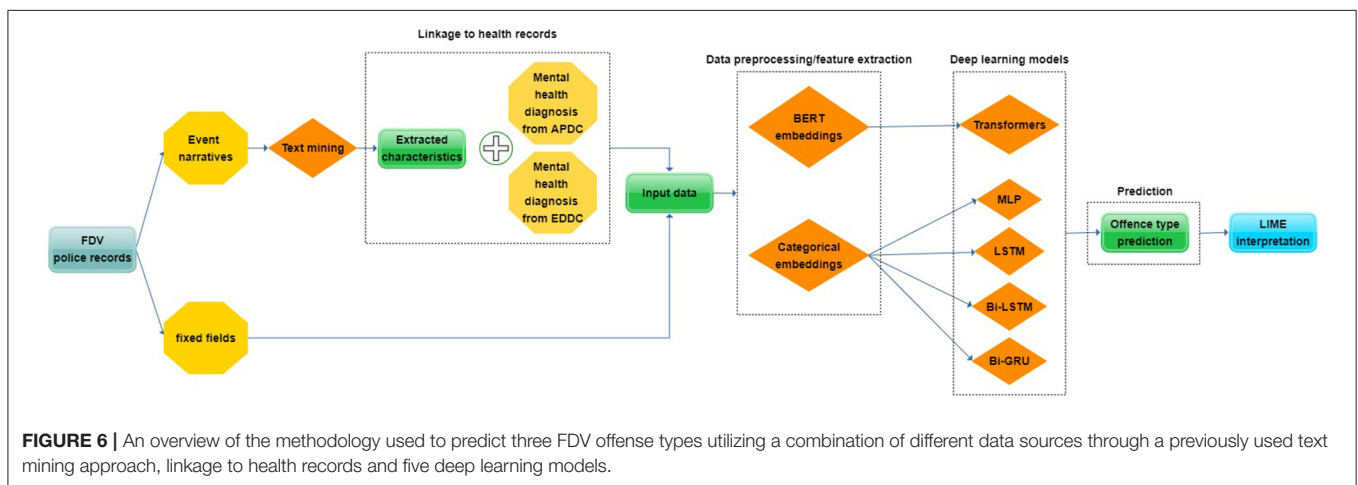 Linkage to health records
Mental
health
diagnosis
from APDC
Data preprocessing/feature extraction
Deep learning models
Event
narratives
Text mining
Extracted
characteristics
BERT
embeddings
Transformers
Mental
health
diagnosis
from EDDC
Input data
MLP
Prediction
FDV
police records
Categorical
embeddings
LSTM
Offence type
prediction
LIME
interpretation
Bi-LSTM
fixed fields
Bi-GRU
FIGURE 6 | An overview of the methodology used to predict three FDV offense types utilizing a combination of different data sources through a previously used text
mining approach, linkage to health records and five deep learning models.